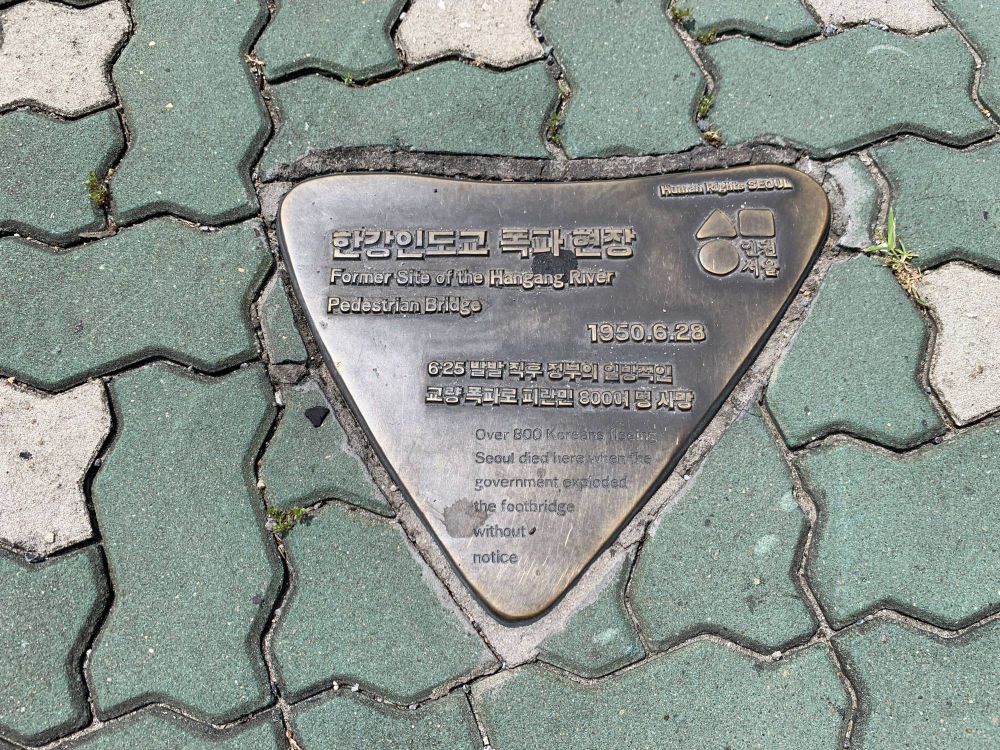 Human Rights SEOUL
인권
서울
한강인도교 폭파 현장
Former Site of the Hangang River
Pedestrian Bridge
1950.6.28
6·25 발발 직후 정부의 일방적인
교량 폭파로 피란민 800여 명 사망
Over 800 Koreans fleeing
Seoul died here when the
government exploded
the footbridge
without
notice